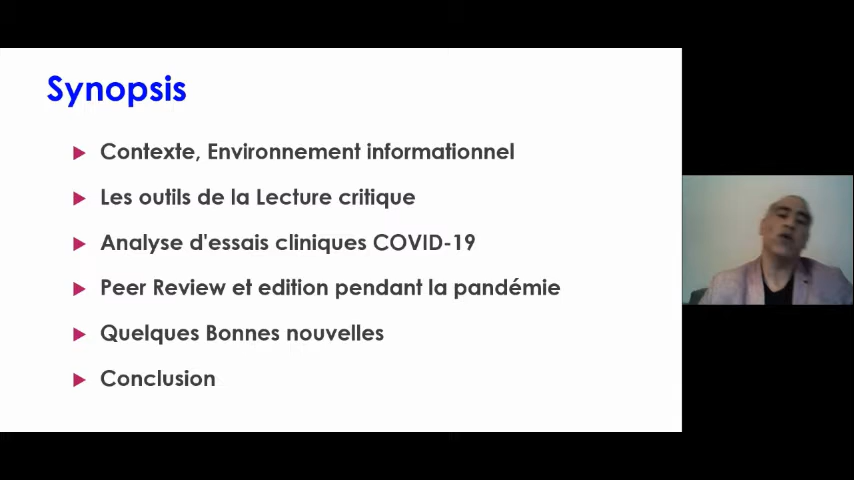 Synopsis
Contexte, Environnement informationnel
Les outils de la Lecture critique
Analyse d'essais cliniques COVID-19
Peer Review et edition pendant la pandémie
Quelques Bonnes nouvelles
Conclusion